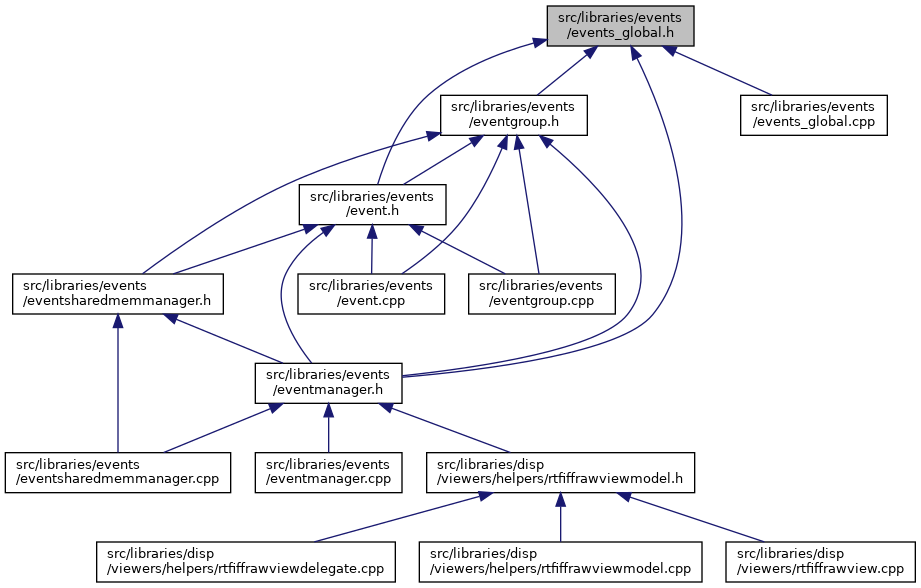 src/libraries/events
/events_global.h
src/libraries/events
/eventgroup.h
src/libraries/events
/events_global.cpp
src/libraries/events
/event.h
src/libraries/events
/eventsharedmemmanager.h
src/libraries/events
/event.cpp
src/libraries/events
/eventgroup.cpp
src/libraries/events
/eventmanager.h
src/libraries/events
/eventsharedmemmanager.cpp
src/libraries/events
/eventmanager.cpp
src/libraries/disp
/viewers/helpers/rtfiffrawviewmodel.h
src/libraries/disp
/viewers/helpers/rtfiffrawviewdelegate.cpp
src/libraries/disp
/viewers/helpers/rtfiffrawviewmodel.cpp
src/libraries/disp
/viewers/rtfiffrawview.cpp